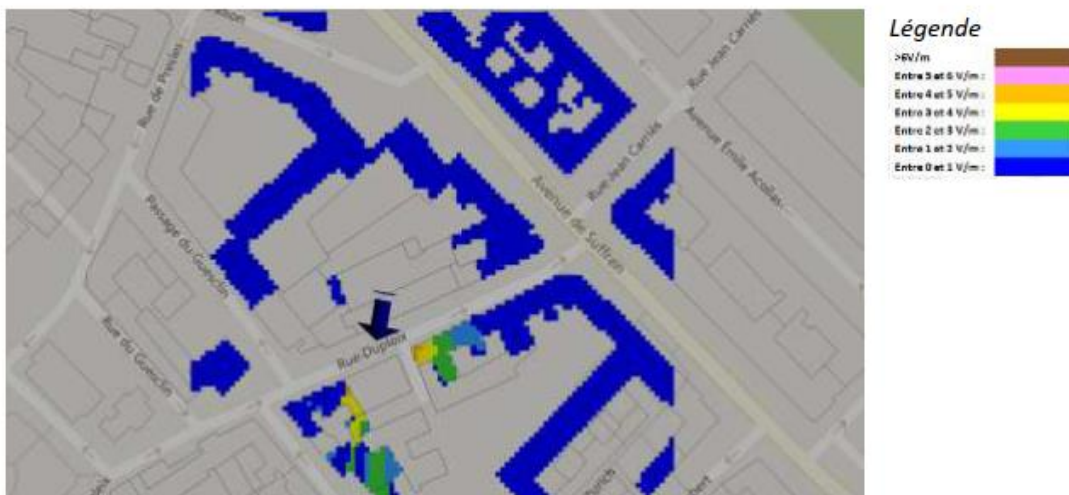 Légende
>6V/m
Entre 5 et 6 V/m :
Entre 4 et 5 V/m :
Entre 3 et 4 V/m :
Entre 2 et 3 V/m :
Entre 1 et 2 V/m :
Entre 0 et 1 V/m :
Rue de Presles
Rue Jean Carriès
Avenue Émile Acollas
Rue Jean Carriès
Avenue de Suffren
Passage du Guesclin
Rue du Guesclin
Rue Dupleix